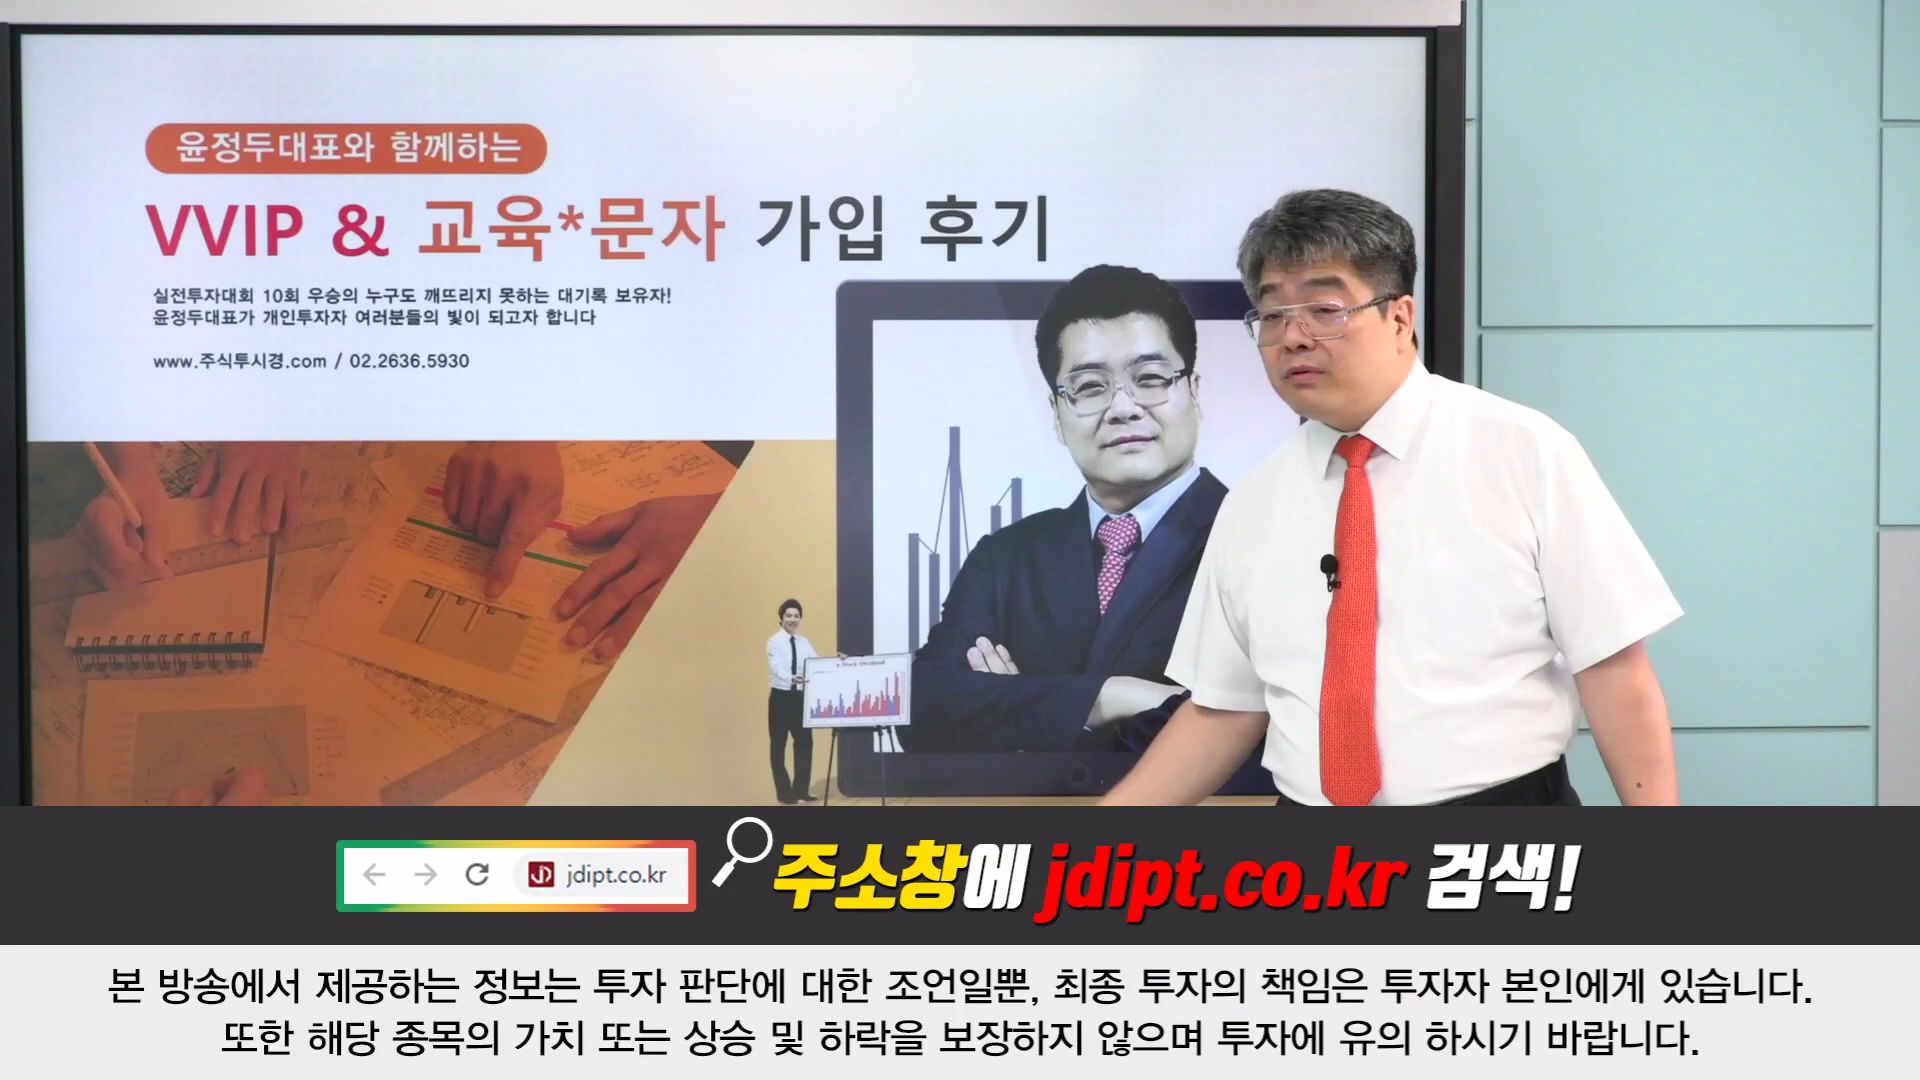 윤정두대표와 함께하는
VVIP & 교육*문자 가입 후기
실전투자대회 10회 우승의 누구도 깨뜨리지 못하는 대기록 보유자!
윤정두대표가 개인투자자 여러분들의 빛이 되고자 합니다
www.주식투시경.com / 02.2636.5930
jdipt.co.kr
주소창에 jdipt.co.kr 검색!
본 방송에서 제공하는 정보는 투자 판단에 대한 조언일뿐, 최종 투자의 책임은 투자자 본인에게 있습니다.
또한 해당 종목의 가치 또는 상승 및 하락을 보장하지 않으며 투자에 유의 하시기 바랍니다.